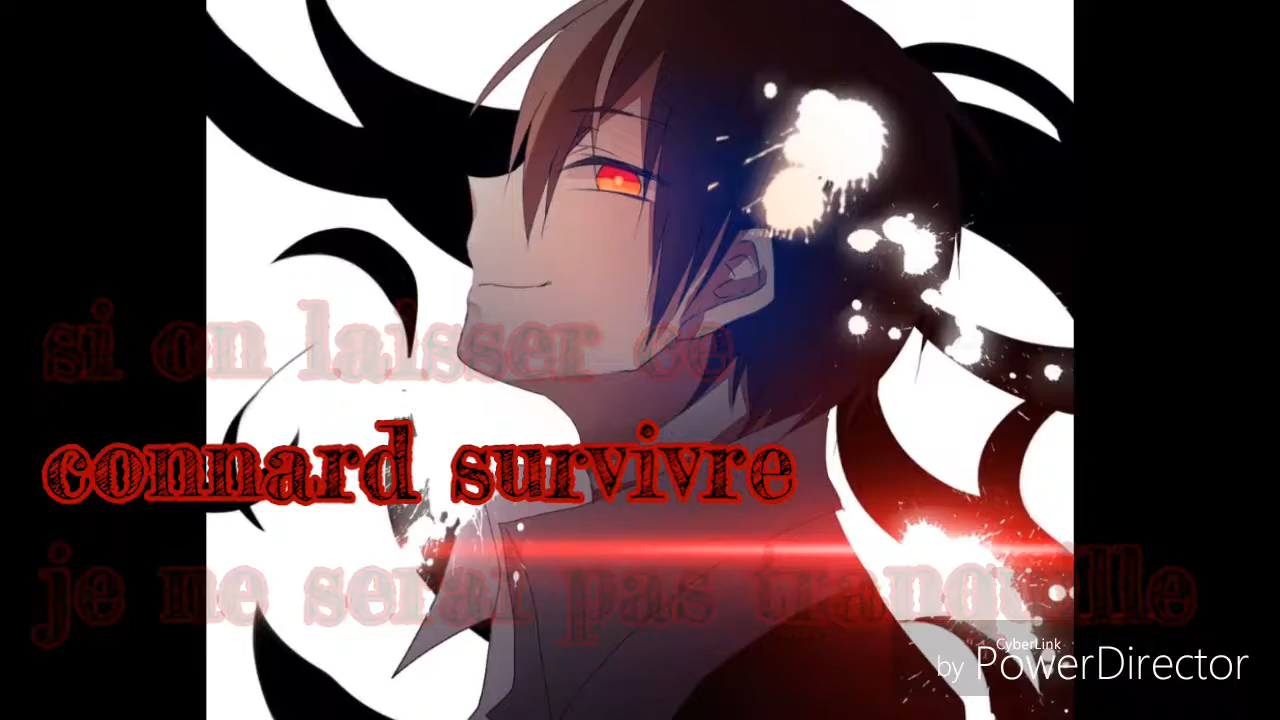 si on laisser ce
connard survivre
je ne serai pas tranquille
CyberLink
by PowerDirector